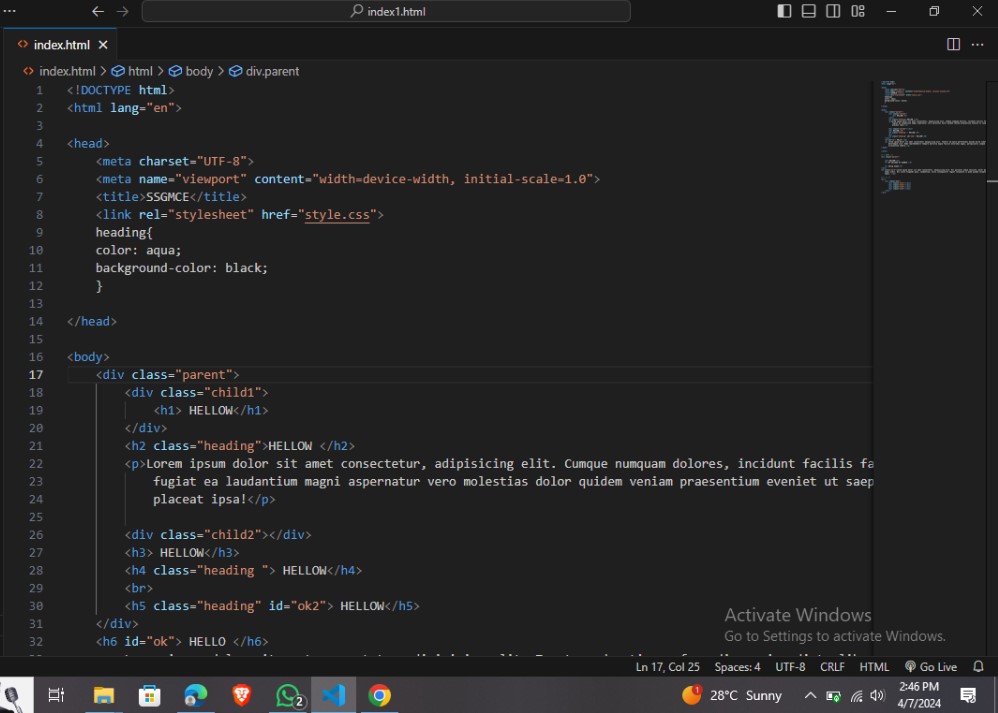 index1.html
index.html
index.html > html > body > div.parent
1 <!DOCTYPE html>
2 <html lang="en">
3
4 <head>
5 <meta charset="UTF-8">
6 <meta name="viewport" content="width=device-width, initial-scale=1.0">
7 <title>SSGMCE</title>
8 <link rel="stylesheet" href="style.css">
9 heading{
10 color: aqua;
11 background-color: black;
12 }
13
14 </head>
15
16 <body>
17 <div class="parent">
18 <div class="child1">
19 <h1> HELLOW</h1>
20 </div>
21 <h2 class="heading">HELLOW </h2>
22 <p>Lorem ipsum dolor sit amet consectetur, adipisicing elit. Cumque numquam dolores, incidunt facilis fa
23 fugiat ea laudantium magni aspernatur vero molestias dolor quidem veniam praesentium eveniet ut saep
24 placeat ipsa!</p>
25
26 <div class="child2"></div>
27 <h3> HELLOW</h3>
28 <h4 class="heading "> HELLOW</h4>
29 <br>
30 <h5 class="heading" id="ok2"> HELLOW</h5>
31 </div>
32 <h6 id="ok"> HELLO </h6>
Activate Windows
Go to Settings to activate Windows.
Ln 17, Col 25 Spaces: 4 UTF-8 CRLF HTML Go Live
2
1
28°C Sunny
2:46 PM
4/7/2024